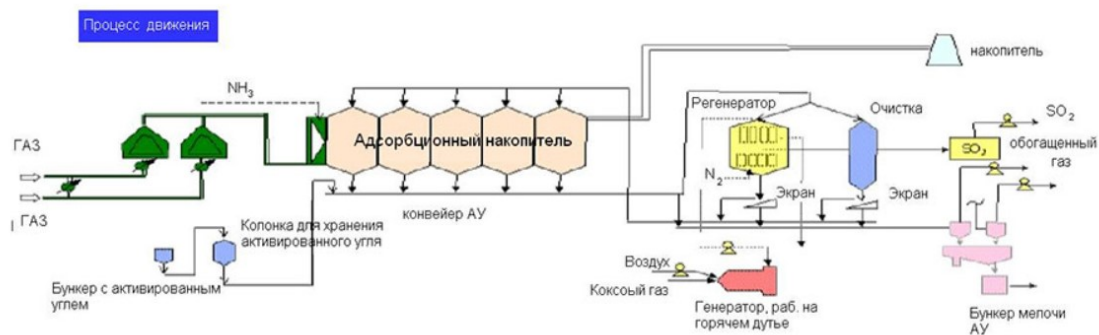 Процесс движения
накопитель
NH3
Регенератор
Очистка
SO2
обогащенный
газ
ГАЗ
Адсорбционный накопитель
SO2
N2
Экран
Экран
ГАЗ
конвейер АУ
Колонка для хранения
активированного угля
Воздух
Коксоый газ
Бункер с активированным
углем
Генератор, раб. на
горячем дутье
Бункер мелочи
АУ